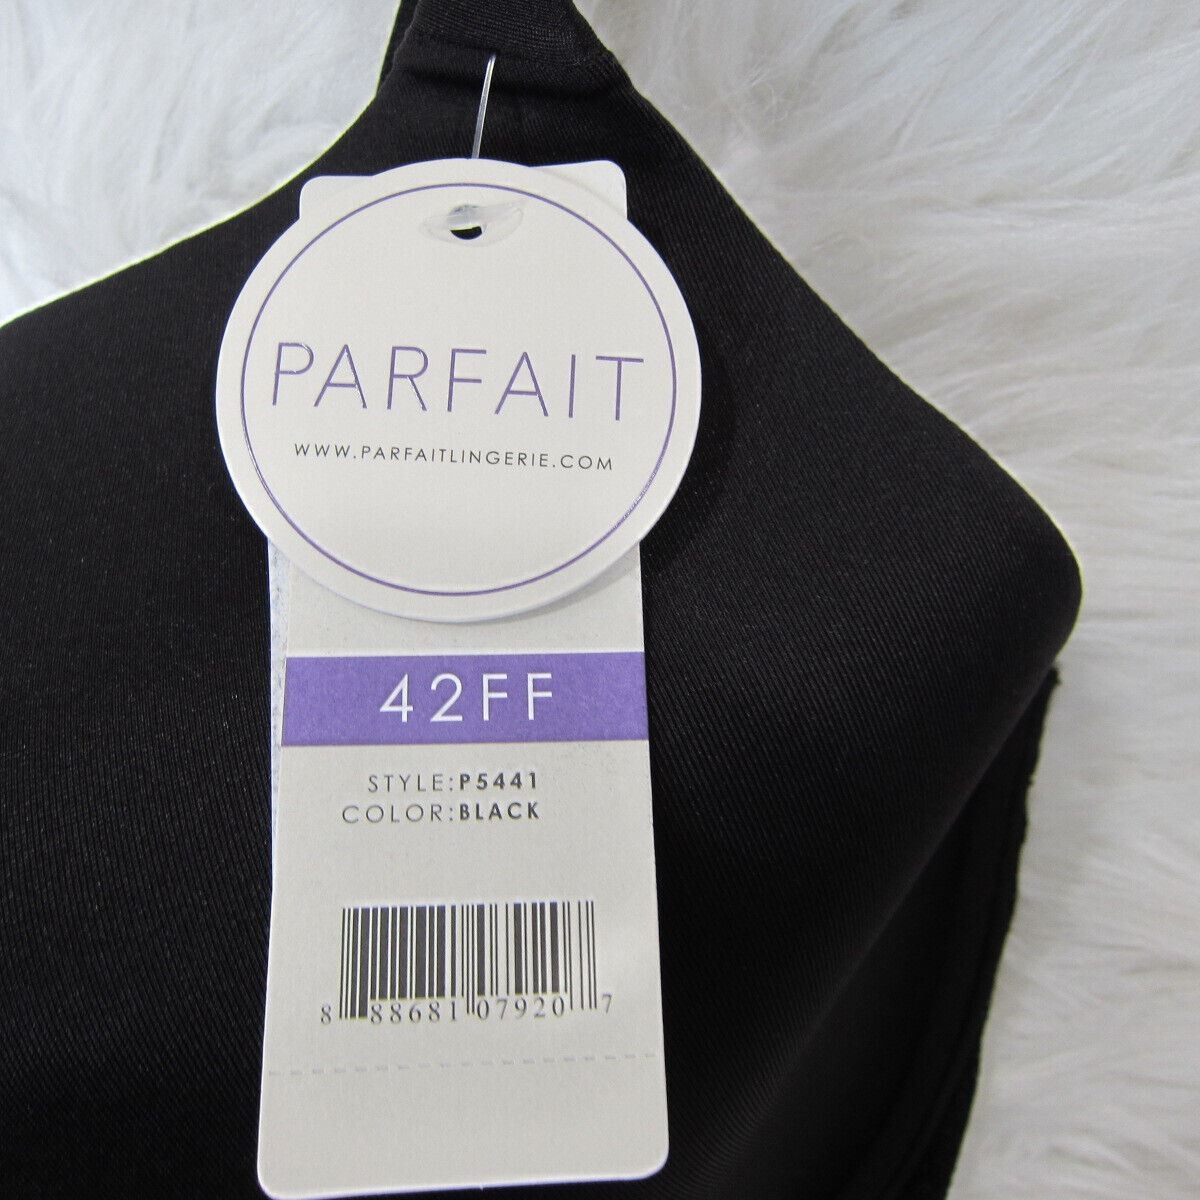 PARFAIT
WWW.PARFAITLINGERIE.COM
42FF
STYLE:P5441
COLOR:BLACK
8 88681 07920 7